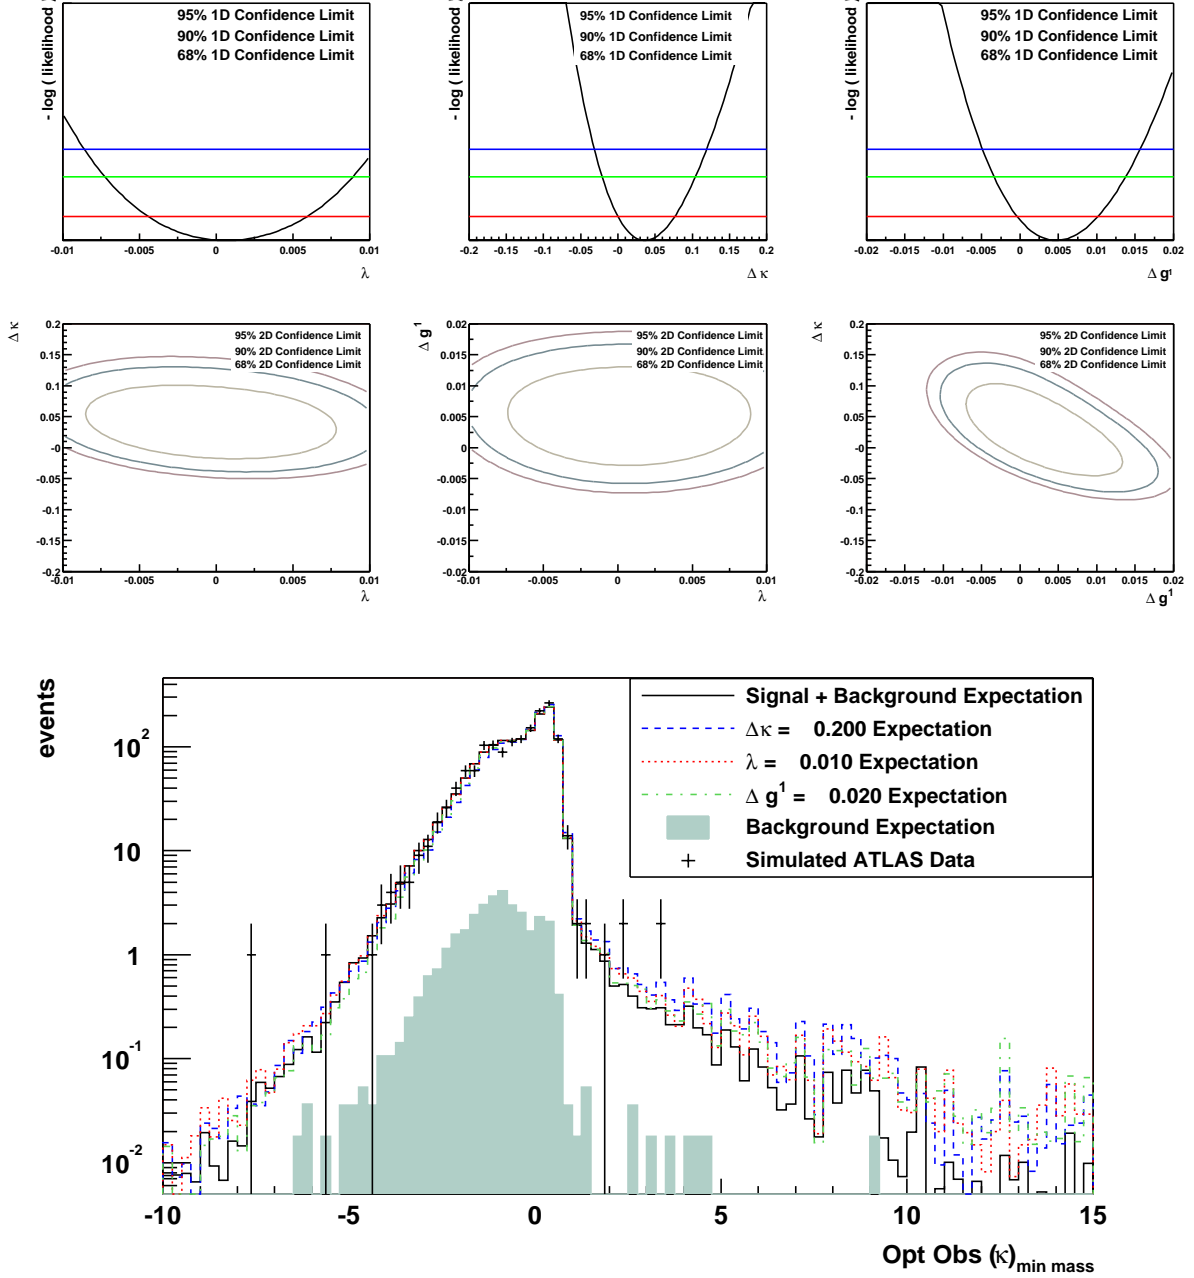 - log ( likelihood )
95% 1D Confidence Limit
90% 1D Confidence Limit
68% 1D Confidence Limit
-0.01 -0.005 0 0.005 0.01
λ
- log ( likelihood )
95% 1D Confidence Limit
90% 1D Confidence Limit
68% 1D Confidence Limit
-0.2 -0.15 -0.1 -0.05 0 0.05 0.1 0.15 0.2
Δ κ
- log ( likelihood )
95% 1D Confidence Limit
90% 1D Confidence Limit
68% 1D Confidence Limit
-0.02 -0.015 -0.01 -0.005 0 0.005 0.01 0.015 0.02
Δ g¹
Δ κ
95% 2D Confidence Limit
90% 2D Confidence Limit
68% 2D Confidence Limit
0.2
0.15
0.1
0.05
-0
-0.05
-0.1
-0.15
-0.2
-0.01 -0.005 0 0.005 0.01
λ
Δ g¹
95% 2D Confidence Limit
90% 2D Confidence Limit
68% 2D Confidence Limit
0.02
0.015
0.01
0.005
0
-0.005
-0.01
-0.015
-0.02
-0.01 -0.005 0 0.005 0.01
λ
Δ κ
95% 2D Confidence Limit
90% 2D Confidence Limit
68% 2D Confidence Limit
0.2
0.15
0.1
0.05
-0
-0.05
-0.1
-0.15
-0.2
-0.02 -0.015 -0.01 -0.005 0 0.005 0.01 0.015 0.02
Δ g¹
events
Signal + Background Expectation
Δκ = 0.200 Expectation
λ = 0.010 Expectation
Δ g¹ = 0.020 Expectation
Background Expectation
Simulated ATLAS Data
10²
10
1
10⁻¹
10⁻²
-10 -5 0 5 10 15
Opt Obs (κ)min mass